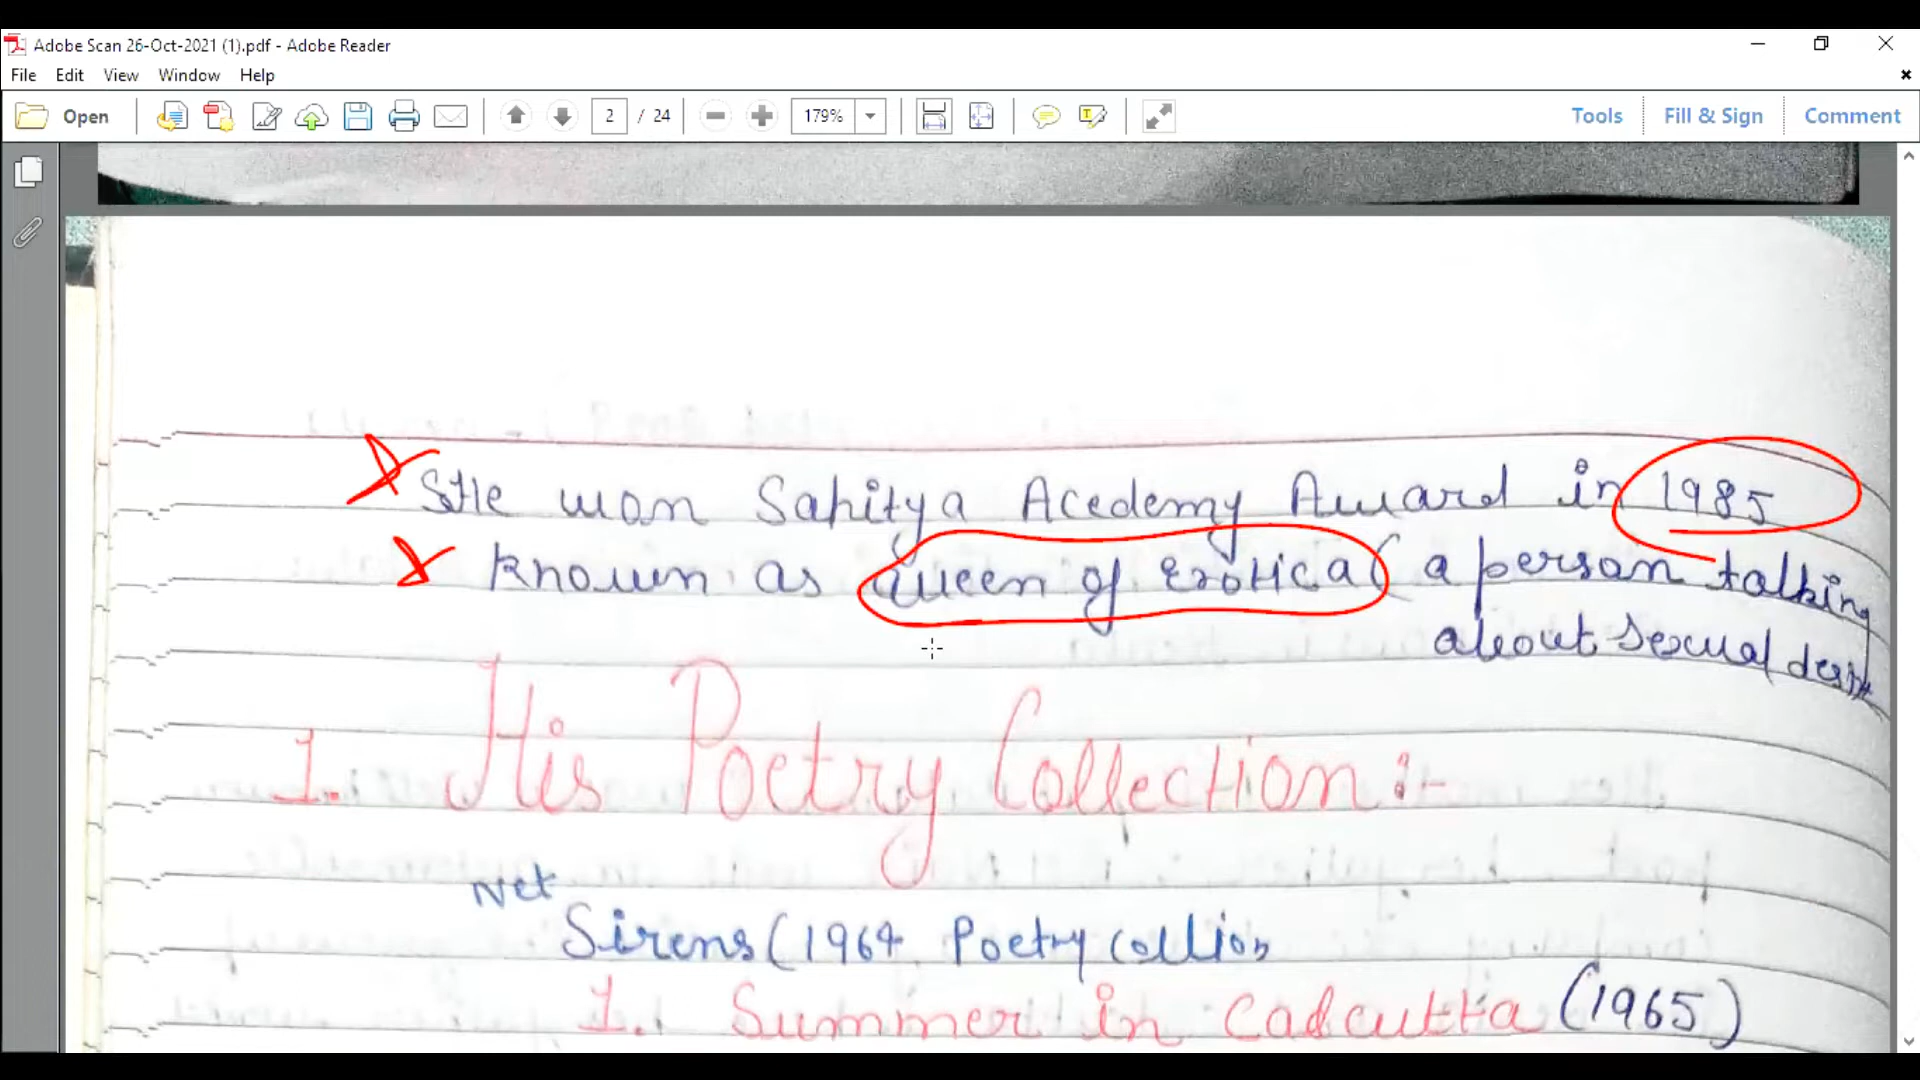 Adobe Scan 26-Oct-2021 (1).pdf - Adobe Reader
File Edit View Window Help
Open 2 / 24 179% Tools Fill & Sign Comment
She won Sahitya Acedemy Award in 1985
known as queen of Erotica ( a person talking
about sexual
1. His Poetry Collection :-
Net
Sirens (1964 Poetry
1. Summer in Calcutta (1965)